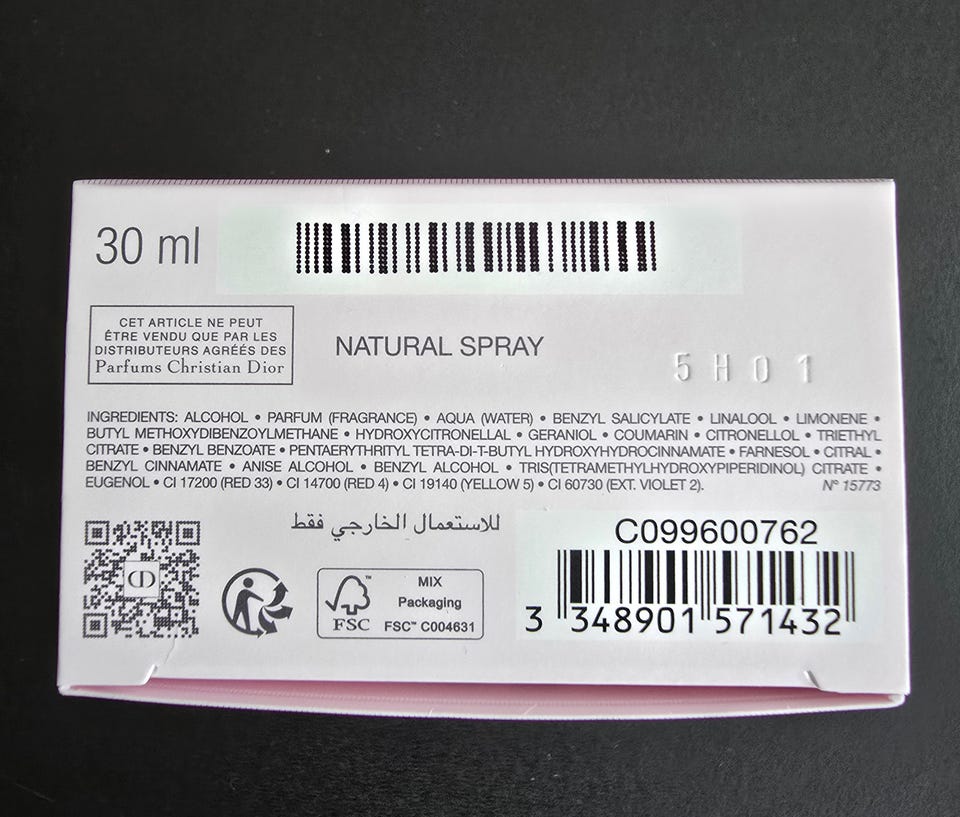 30 ml
CET ARTICLE NE PEUT
ÊTRE VENDU QUE PAR LES
DISTRIBUTEURS AGRÉÉS DES
Parfums Christian Dior
NATURAL SPRAY
5H01
INGREDIENTS: ALCOHOL • PARFUM (FRAGRANCE) • AQUA (WATER) • BENZYL SALICYLATE • LINALOOL • LIMONENE •
BUTYL METHOXYDIBENZOYLMETHANE • HYDROXYCITRONELLAL • GERANIOL • COUMARIN • CITRONELLOL • TRIETHYL
CITRATE • BENZYL BENZOATE • PENTAERYTHRITYL TETRA-DI-T-BUTYL HYDROXYHYDROCINNAMATE • FARNESOL • CITRAL •
BENZYL CINNAMATE • ANISE ALCOHOL • BENZYL ALCOHOL • TRIS(TETRAMETHYLHYDROXYPIPERIDINOL) CITRATE •
EUGENOL • CI 17200 (RED 33) • CI 14700 (RED 4) • CI 19140 (YELLOW 5) • CI 60730 (EXT. VIOLET 2).
N° 15773
للاستعمال الخارجي فقط
CD
FSC
MIX
Packaging
FSC™ C004631
C099600762
3 348901 571432